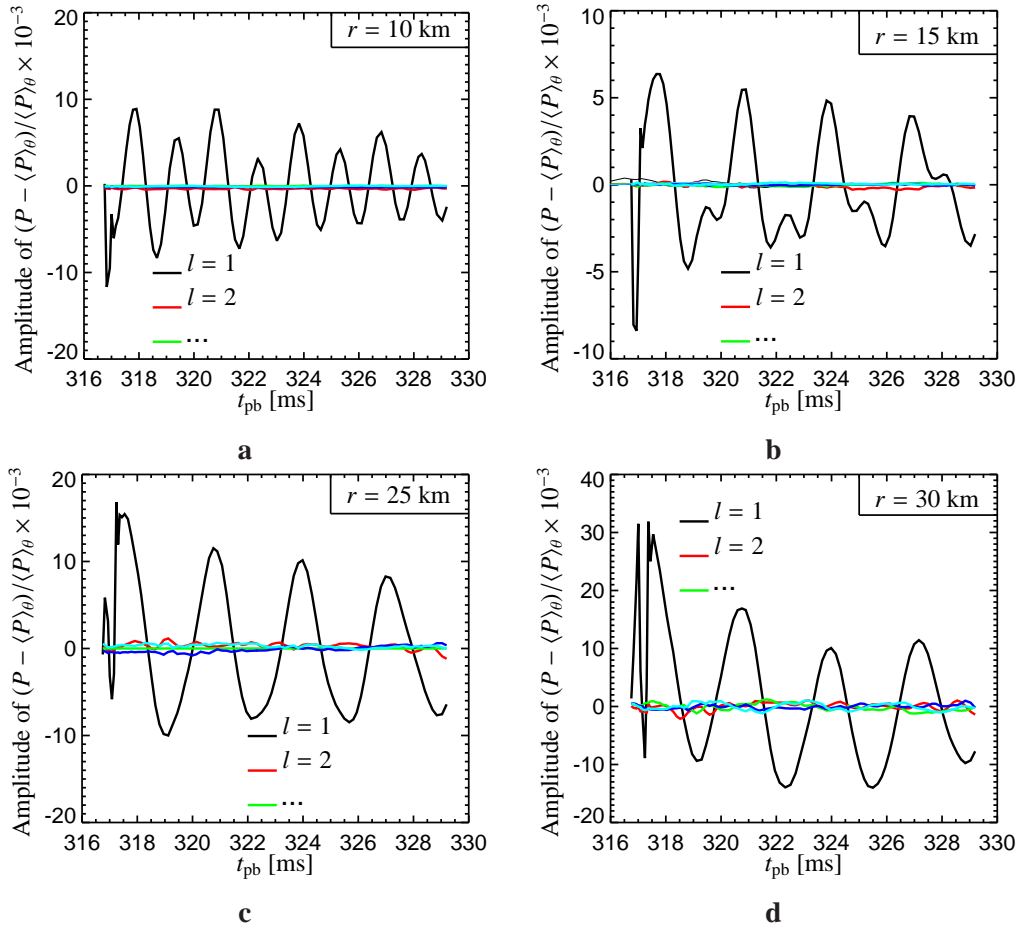 Amplitude of (P − ⟨P⟩θ)/⟨P⟩θ × 10⁻³
20
10
0
-10
-20
r = 10 km
l = 1
l = 2
...
316 318 320 322 324 326 328 330
tpb [ms]
a
Amplitude of (P − ⟨P⟩θ)/⟨P⟩θ × 10⁻³
10
5
0
-5
-10
r = 15 km
l = 1
l = 2
...
316 318 320 322 324 326 328 330
tpb [ms]
b
Amplitude of (P − ⟨P⟩θ)/⟨P⟩θ × 10⁻³
20
10
0
-10
-20
r = 25 km
l = 1
l = 2
...
316 318 320 322 324 326 328 330
tpb [ms]
c
Amplitude of (P − ⟨P⟩θ)/⟨P⟩θ × 10⁻³
40
30
20
10
0
-10
-20
r = 30 km
l = 1
l = 2
...
316 318 320 322 324 326 328 330
tpb [ms]
d